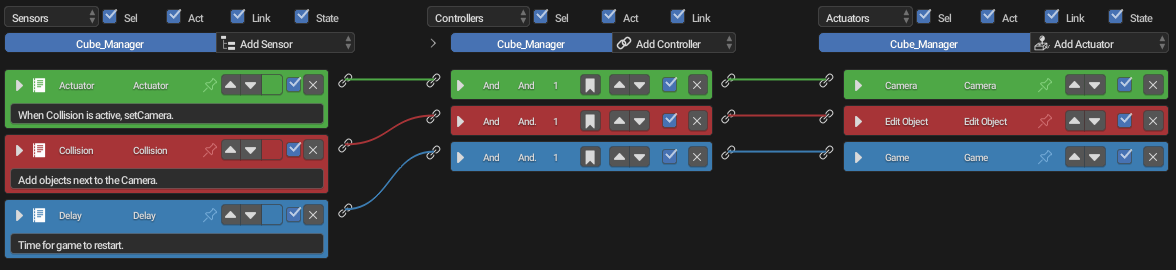 Sensors Sel Act Link State
Controllers Sel Act Link
Actuators Sel Act Link State
Cube_Manager Add Sensor
Cube_Manager Add Controller
Cube_Manager Add Actuator
Actuator Actuator
When Collision is active, setCamera.
Collision Collision
Add objects next to the Camera.
Delay Delay
Time for game to restart.
And And 1
And And. 1
And And. 1
Camera Camera
Edit Object Edit Object
Game Game